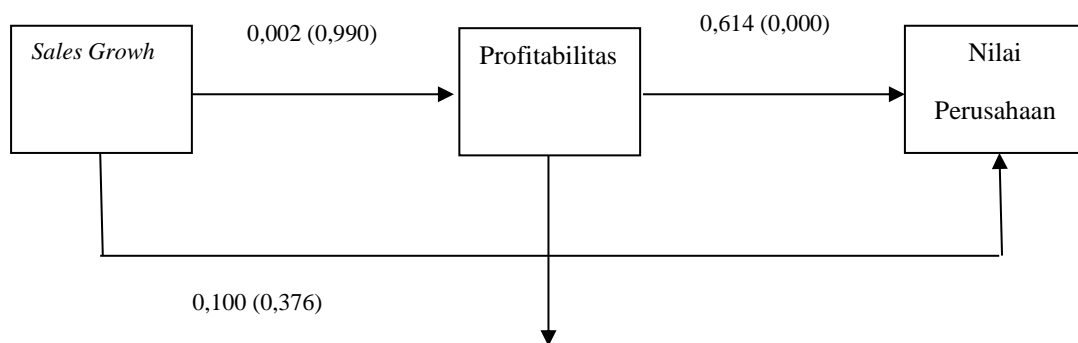 0,002 (0,990)
0,614 (0,000)
Sales Growh
Profitabilitas
Nilai
Perusahaan
0,100 (0,376)